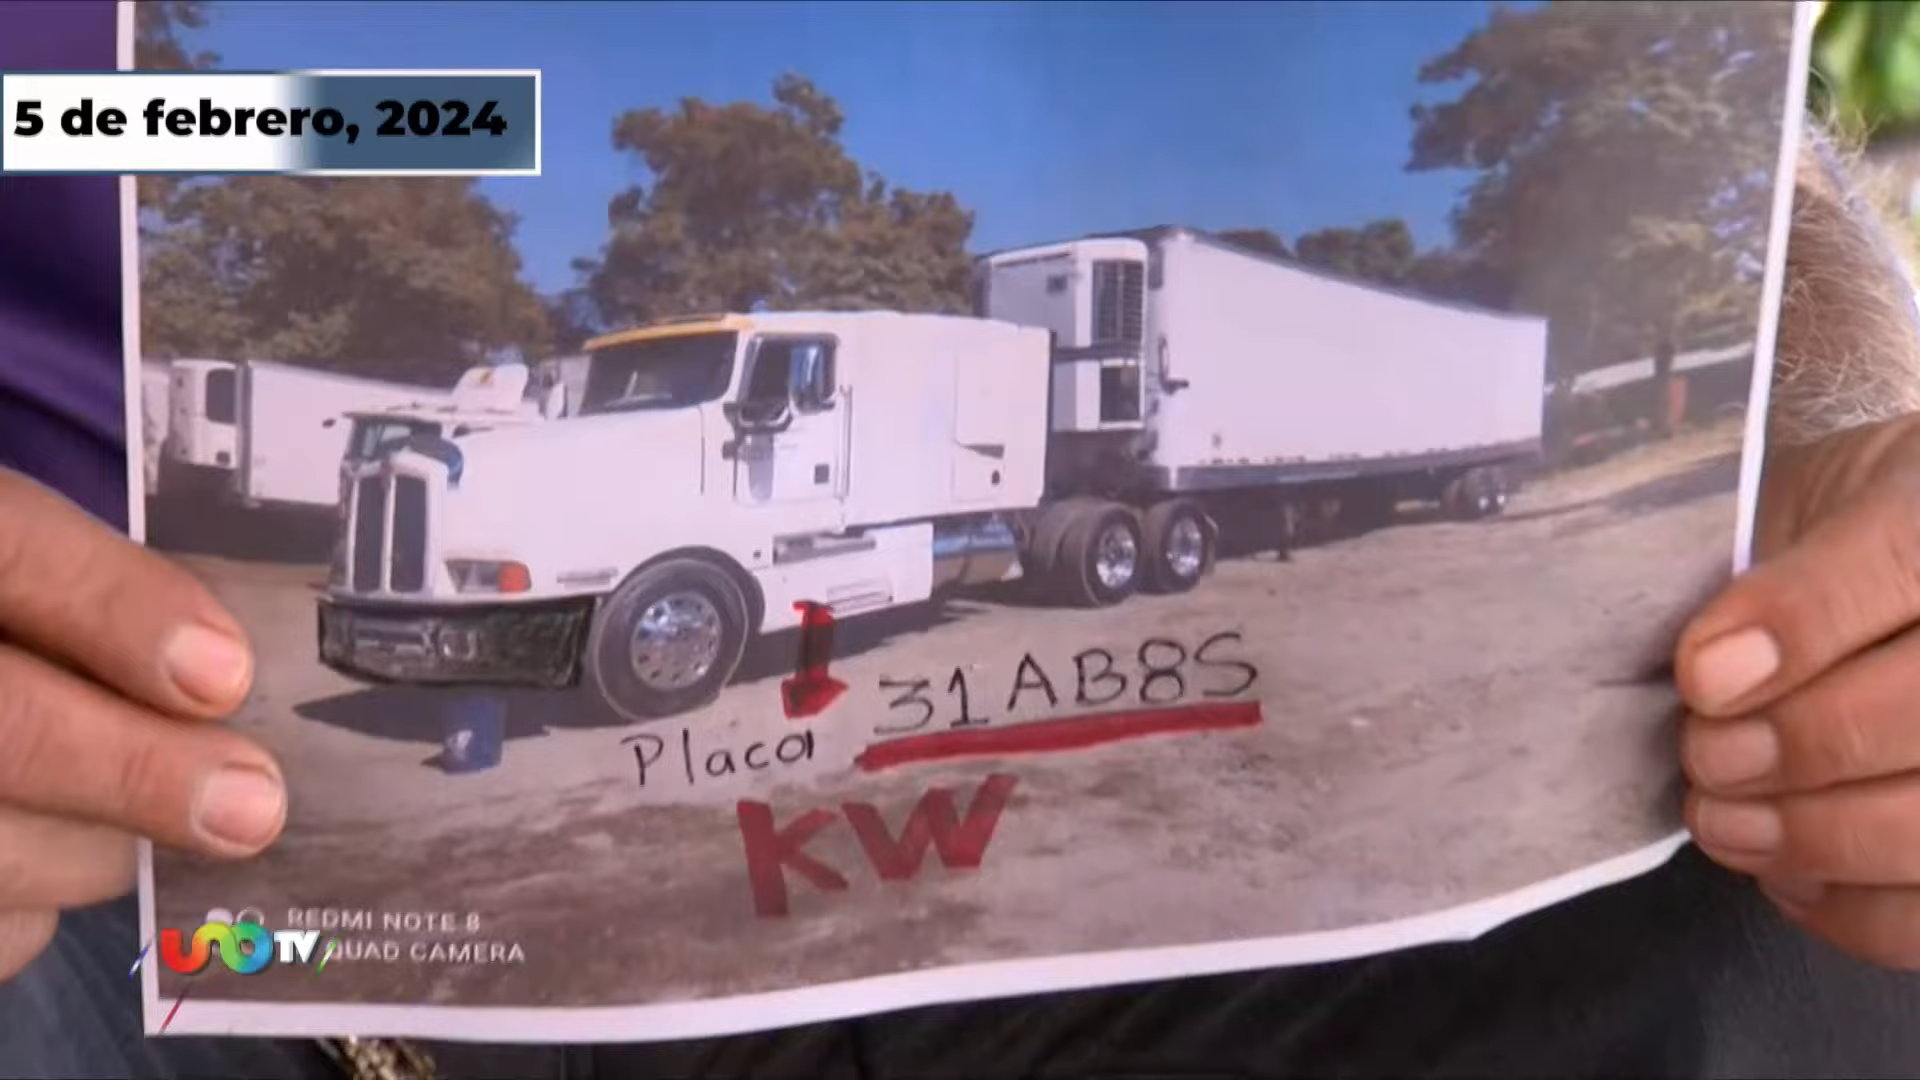 5 de febrero, 2024
31AB8S
Placa
KW
REDMI NOTE 8
QUAD CAMERA
UNOTV